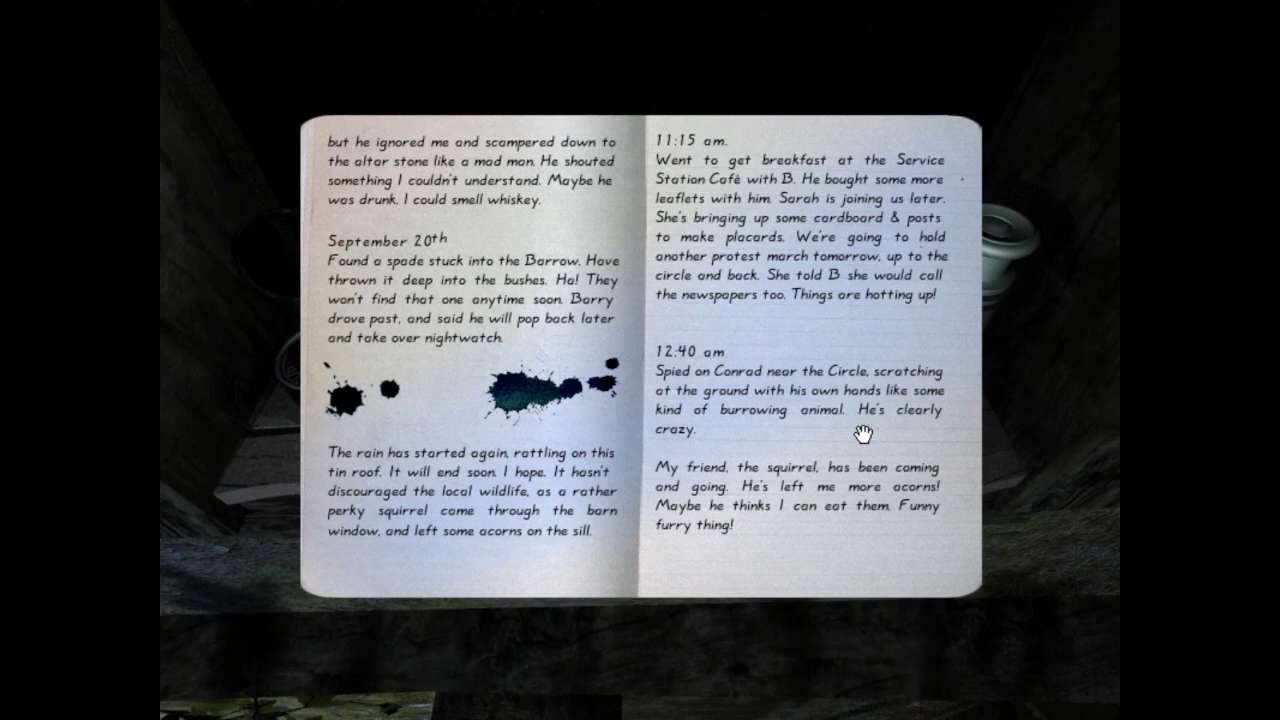 but he ignored me and scampered down to
the altar stone like a mad man. He shouted
something I couldn't understand. Maybe he
was drunk. I could smell whiskey.
September 20th
Found a spade stuck into the Barrow. Have
thrown it deep into the bushes. Ha! They
won't find that one anytime soon. Barry
drove past, and said he will pop back later
and take over nightwatch.
The rain has started again, rattling on this
tin roof. It will end soon. I hope. It hasn't
discouraged the local wildlife, as a rather
perky squirrel came through the barn
window, and left some acorns on the sill.
11:15 am.
Went to get breakfast at the Service
Station Café with B. He bought some more
leaflets with him. Sarah is joining us later.
She's bringing up some cardboard & posts
to make placards. We're going to hold
another protest march tomorrow, up to the
circle and back. She told B she would call
the newspapers too. Things are hotting up!
12:40 am
Spied on Conrad near the Circle, scratching
at the ground with his own hands like some
kind of burrowing animal. He's clearly
crazy.
My friend, the squirrel, has been coming
and going. He's left me more acorns!
Maybe he thinks I can eat them. Funny
furry thing!